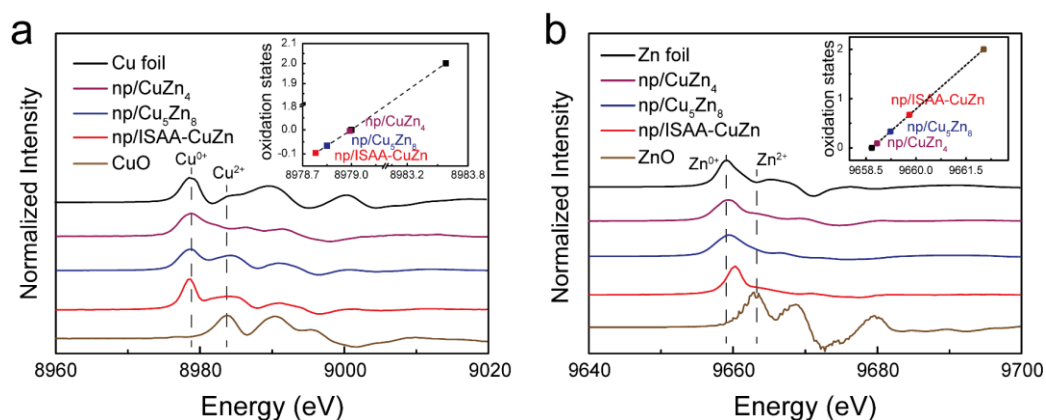 a
Normalized Intensity
Cu foil
np/CuZn₄
np/Cu₅Zn₈
np/ISAA-CuZn
CuO
Cu⁰⁺
Cu²⁺
oxidation states
2.1
2.0
1.9
1.8
0.0
-0.1
np/CuZn₄
np/Cu₅Zn₈
np/ISAA-CuZn
8978.7 8979.0 8983.2 8983.8
8960 8980 9000 9020
Energy (eV)
b
Normalized Intensity
Zn foil
np/CuZn₄
np/Cu₅Zn₈
np/ISAA-CuZn
ZnO
Zn⁰⁺
Zn²⁺
oxidation states
2
1
0
np/ISAA-CuZn
np/Cu₅Zn₈
np/CuZn₄
9658.5 9660.0 9661.5
9640 9660 9680 9700
Energy (eV)